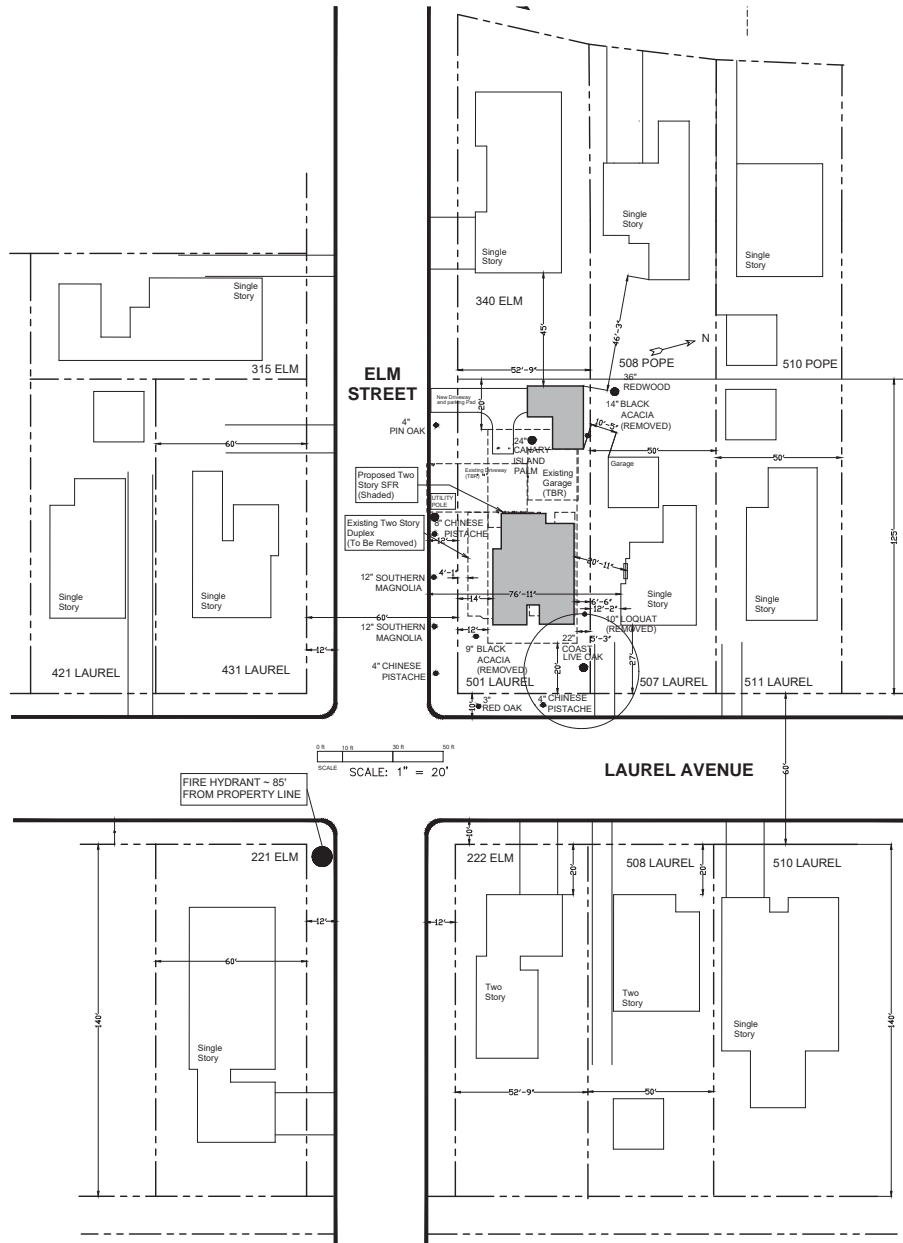 Single
Story
Single
Story
Single
Story
Single
Story
340 ELM
45'
46'-3"
N
508 POPE
510 POPE
315 ELM
52'-9"
36"
REDWOOD
ELM
STREET
New Driveway
and parking Pad
20'
14" BLACK
ACACIA
(REMOVED)
4"
PIN OAK
10'-5"
24"
CANARY
ISLAND
PALM
60'
50'
50'
Garage
Proposed Two
Story SFR
(Shaded)
Existing Driveway
(TBR)
Existing
Garage
(TBR)
UTILITY
POLE
8" CHINESE
PISTACHE
12'
Existing Two Story
Duplex
(To Be Removed)
125'
20'-11"
4'-1"
12" SOUTHERN
MAGNOLIA
76'-11"
14'
6'-6"
12'-2"
Single
Story
Single
Story
Single
Story
Single
Story
60'
10" LOQUAT
(REMOVED)
12" SOUTHERN
MAGNOLIA
12'
5'-3"
22"
COAST
LIVE OAK
9" BLACK
ACACIA
(REMOVED)
12'
20'
27'
4" CHINESE
PISTACHE
421 LAUREL
431 LAUREL
501 LAUREL
507 LAUREL
511 LAUREL
10'
3"
RED OAK
4" CHINESE
PISTACHE
0 ft
10 ft
30 ft
50 ft
SCALE
SCALE: 1" = 20'
LAUREL AVENUE
60'
FIRE HYDRANT ~ 85'
FROM PROPERTY LINE
10'
221 ELM
222 ELM
508 LAUREL
510 LAUREL
20'
20'
12'
12'
60'
Two
Story
Two
Story
140'
140'
Single
Story
Single
Story
52'-9"
50'